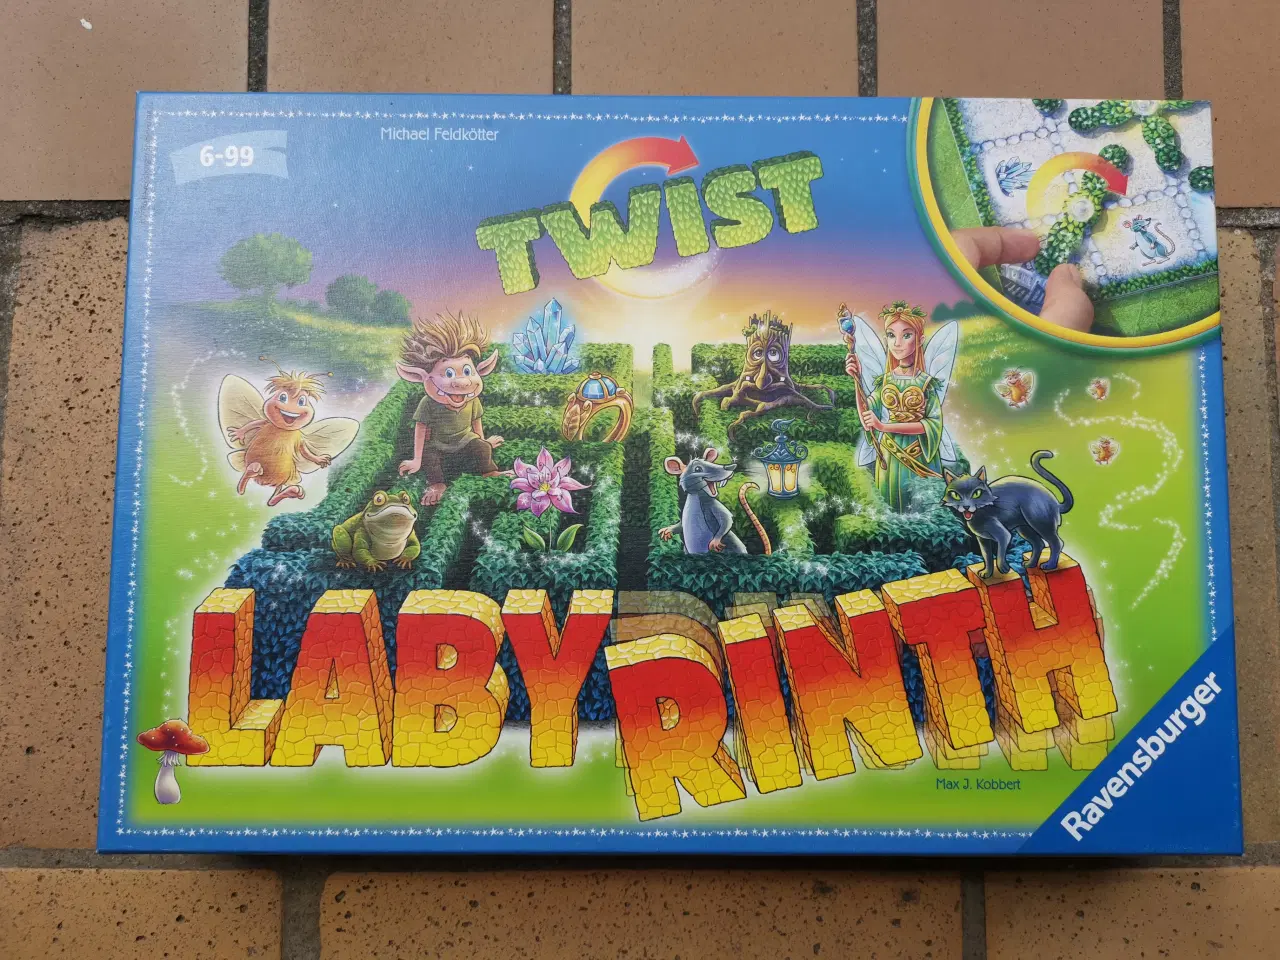 Michael Feldkötter
6-99
TWIST
LABYRINTH
Max J. Kobbert
Ravensburger